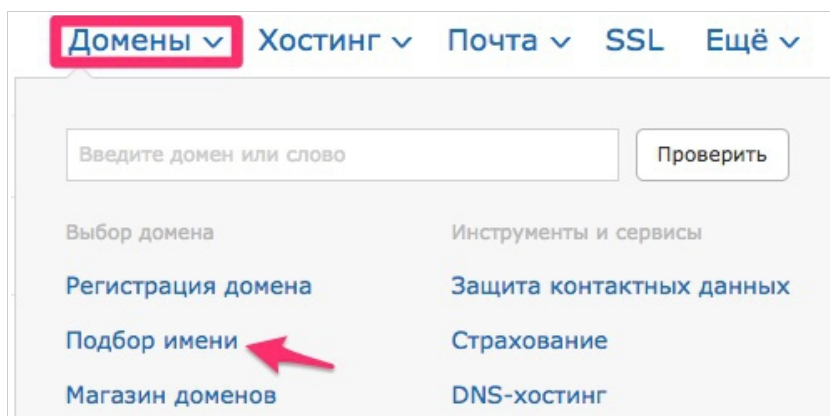 Домены Хостинг Почта SSL Ещё
Введите домен или слово Проверить
Выбор домена Инструменты и сервисы
Регистрация домена Защита контактных данных
Подбор имени Страхование
Магазин доменов DNS-хостинг